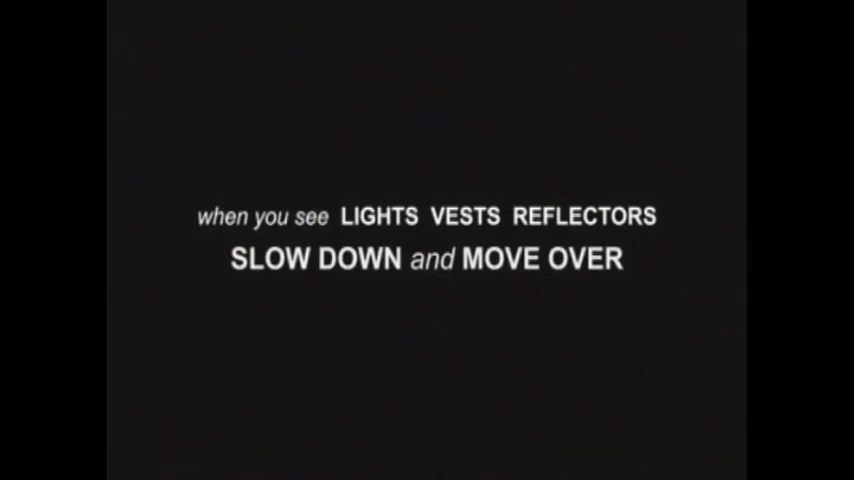 when you see LIGHTS VESTS REFLECTORS
SLOW DOWN and MOVE OVER